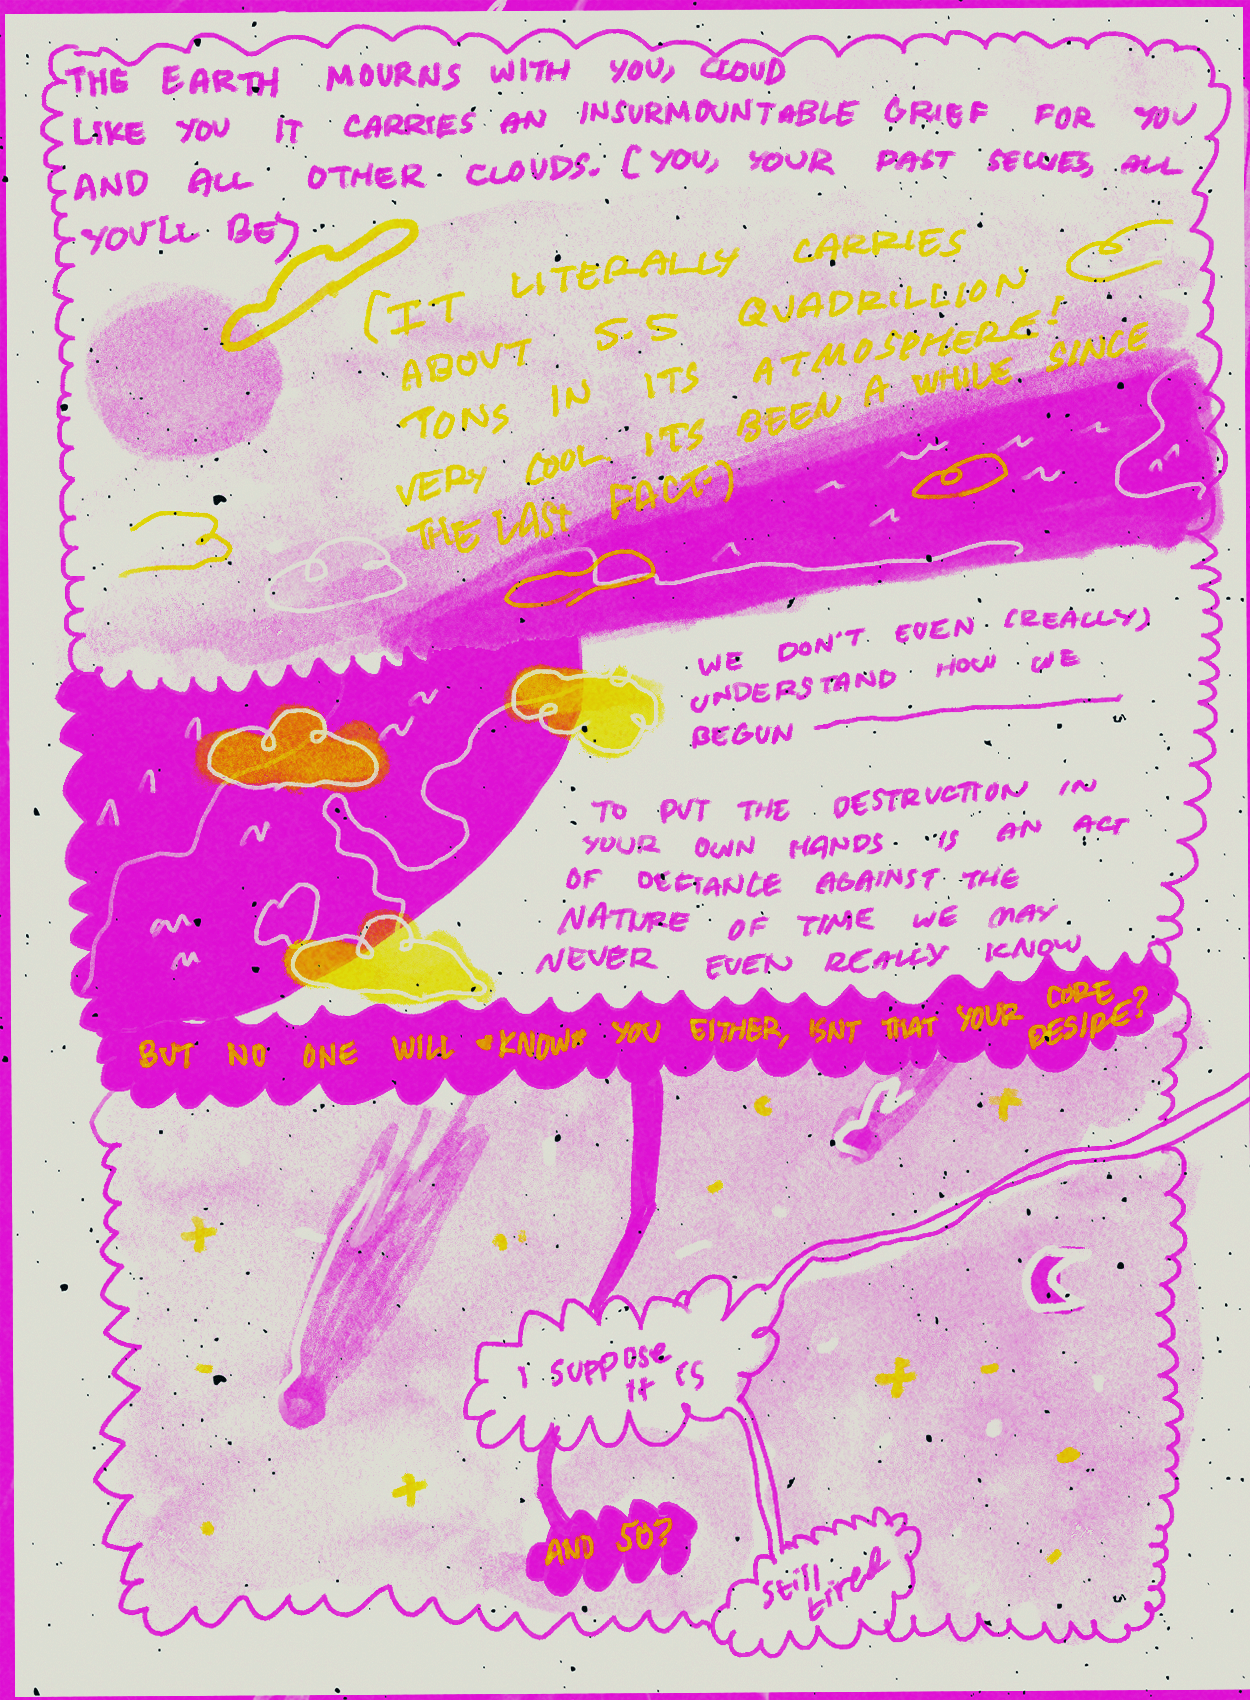 THE EARTH MOURNS WITH YOU, CLOUD
LIKE YOU IT CARRIES AN INSURMOUNTABLE GRIEF FOR YOU
AND ALL OTHER CLOUDS. (YOU, YOUR PAST SELVES, ALL
YOU'LL BE)
(IT LITERALLY CARRIES
ABOUT 5.5 QUADRILLION
TONS IN ITS ATMOSPHERE!
VERY COOL ITS BEEN A WHILE SINCE
THE LAST FACT.)
WE DON'T EVEN (REALLY)
UNDERSTAND HOW WE
BEGUN
TO PUT THE DESTRUCTION IN
YOUR OWN HANDS IS AN ACT
OF DEFIANCE AGAINST THE
NATURE OF TIME WE MAY
NEVER EVEN REALLY KNOW
BUT NO ONE WILL *KNOW* YOU EITHER, ISNT THAT YOUR CORE
DESIRE?
I SUPPOSE
IT IS
AND SO?
Still
tired